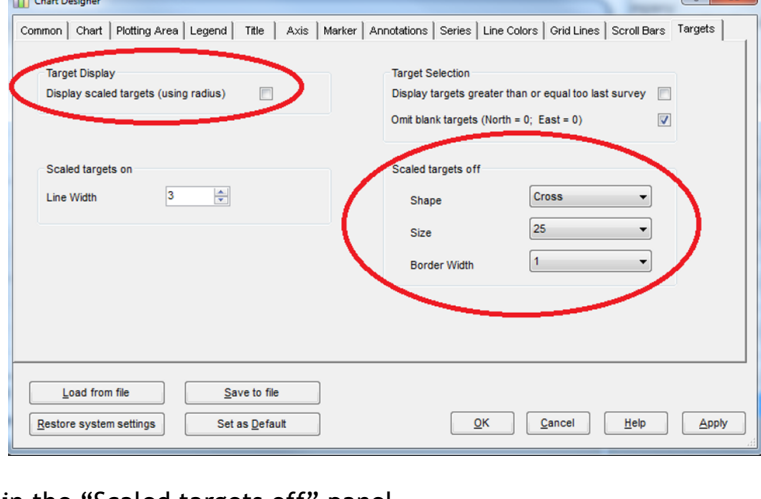 Chart Designer
Common Chart Plotting Area Legend Title Axis Marker Annotations Series Line Colors Grid Lines Scroll Bars Targets
Target Display
Display scaled targets (using radius)
Target Selection
Display targets greater than or equal too last survey
Omit blank targets (North = 0; East = 0)
Scaled targets on
Line Width 3
Scaled targets off
Shape Cross
Size 25
Border Width 1
Load from file Save to file
Restore system settings Set as Default OK Cancel Help Apply
in the “Scaled targets off” panel